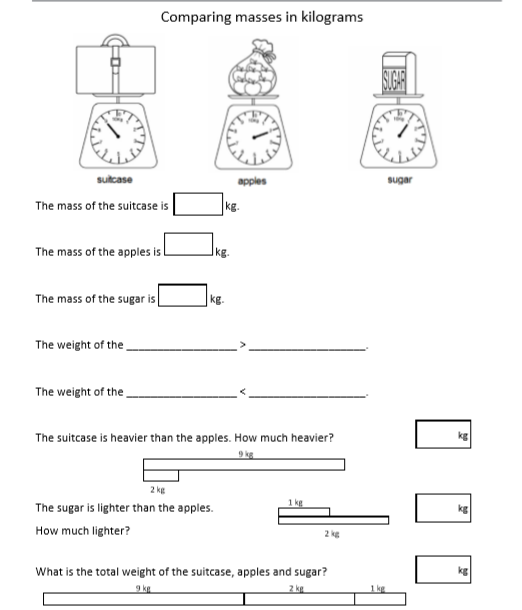 Comparing masses in kilograms
SUGAR
suitcase
apples
sugar
The mass of the suitcase is kg.
The mass of the apples is kg.
The mass of the sugar is kg.
The weight of the ____________________ > ____________________.
The weight of the ____________________ < ____________________.
The suitcase is heavier than the apples. How much heavier? kg
9 kg
2 kg
The sugar is lighter than the apples.
1 kg
kg
How much lighter?
2 kg
What is the total weight of the suitcase, apples and sugar? kg
9 kg 2 kg 1 kg